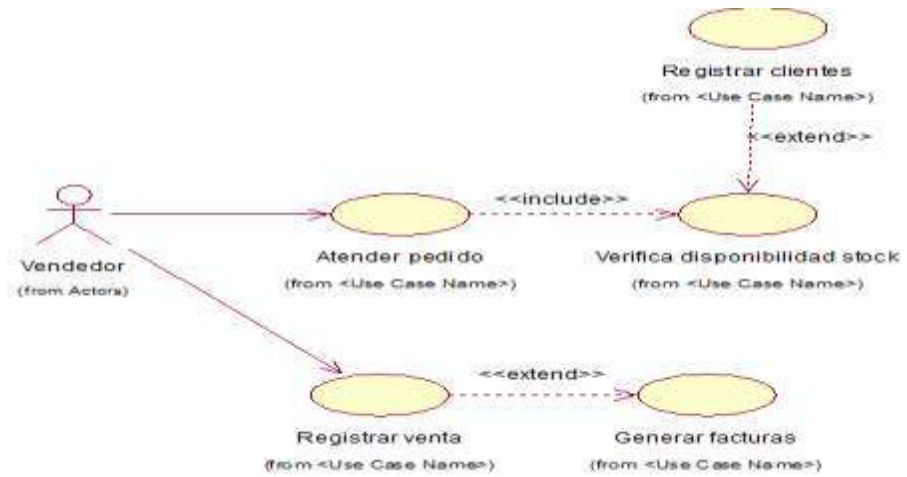 Registrar clientes
(from <Use Case Name>)
<<extend>>
<<include>>
Vendedor
(from Actors)
Atender pedido
(from <Use Case Name>)
Verifica disponibilidad stock
(from <Use Case Name>)
<<extend>>
Registrar venta
(from <Use Case Name>)
Generar facturas
(from <Use Case Name>)